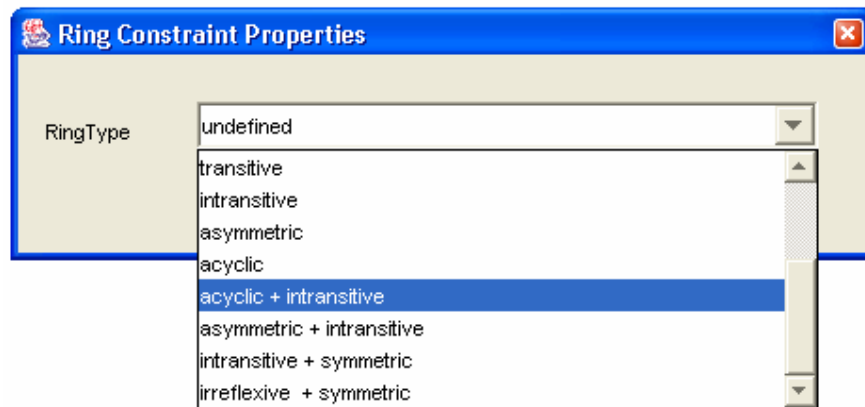 Ring Constraint Properties
RingType
undefined
transitive
intransitive
asymmetric
acyclic
acyclic + intransitive
asymmetric + intransitive
intransitive + symmetric
irreflexive + symmetric